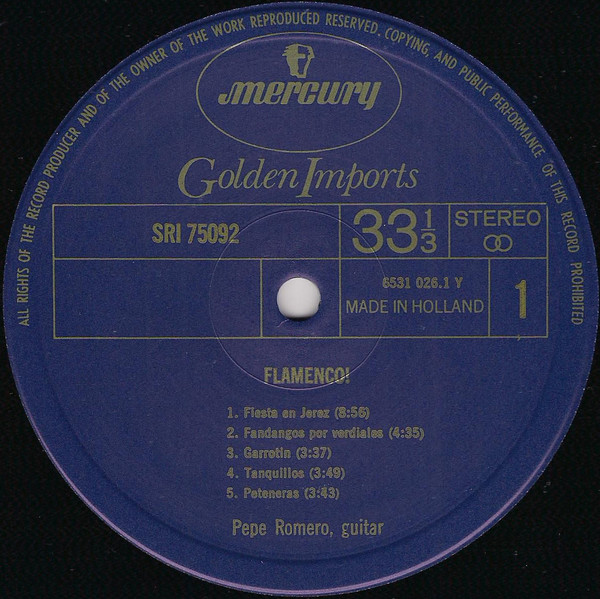 ALL RIGHTS OF THE RECORD PRODUCER AND OF THE OWNER OF THE WORK REPRODUCED RESERVED. COPYING, AND PUBLIC PERFORMANCE OF THIS RECORD PROHIBITED
mercury
Golden Imports
SRI 75092
33 1/3
STEREO
6531 026.1 Y
MADE IN HOLLAND
1
FLAMENCO!
1. Fiesta en Jerez (8:56)
2. Fandangos por verdiales (4:35)
3. Garrotin (3:37)
4. Tanquillos (3:49)
5. Peteneras (3:43)
Pepe Romero, guitar